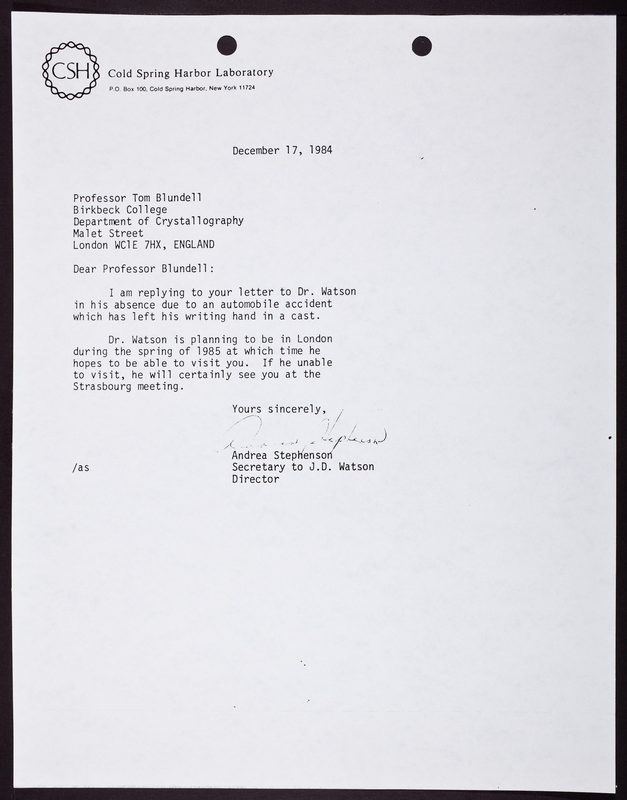 CSH
Cold Spring Harbor Laboratory
P.O. Box 100, Cold Spring Harbor, New York 11724
December 17, 1984
Professor Tom Blundell
Birkbeck College
Department of Crystallography
Malet Street
London WC1E 7HX, ENGLAND
Dear Professor Blundell:
I am replying to your letter to Dr. Watson
in his absence due to an automobile accident
which has left his writing hand in a cast.
Dr. Watson is planning to be in London
during the spring of 1985 at which time he
hopes to be able to visit you. If he unable
to visit, he will certainly see you at the
Strasbourg meeting.
Yours sincerely,
Andrea Stephenson
Andrea Stephenson
/as Secretary to J.D. Watson
Director